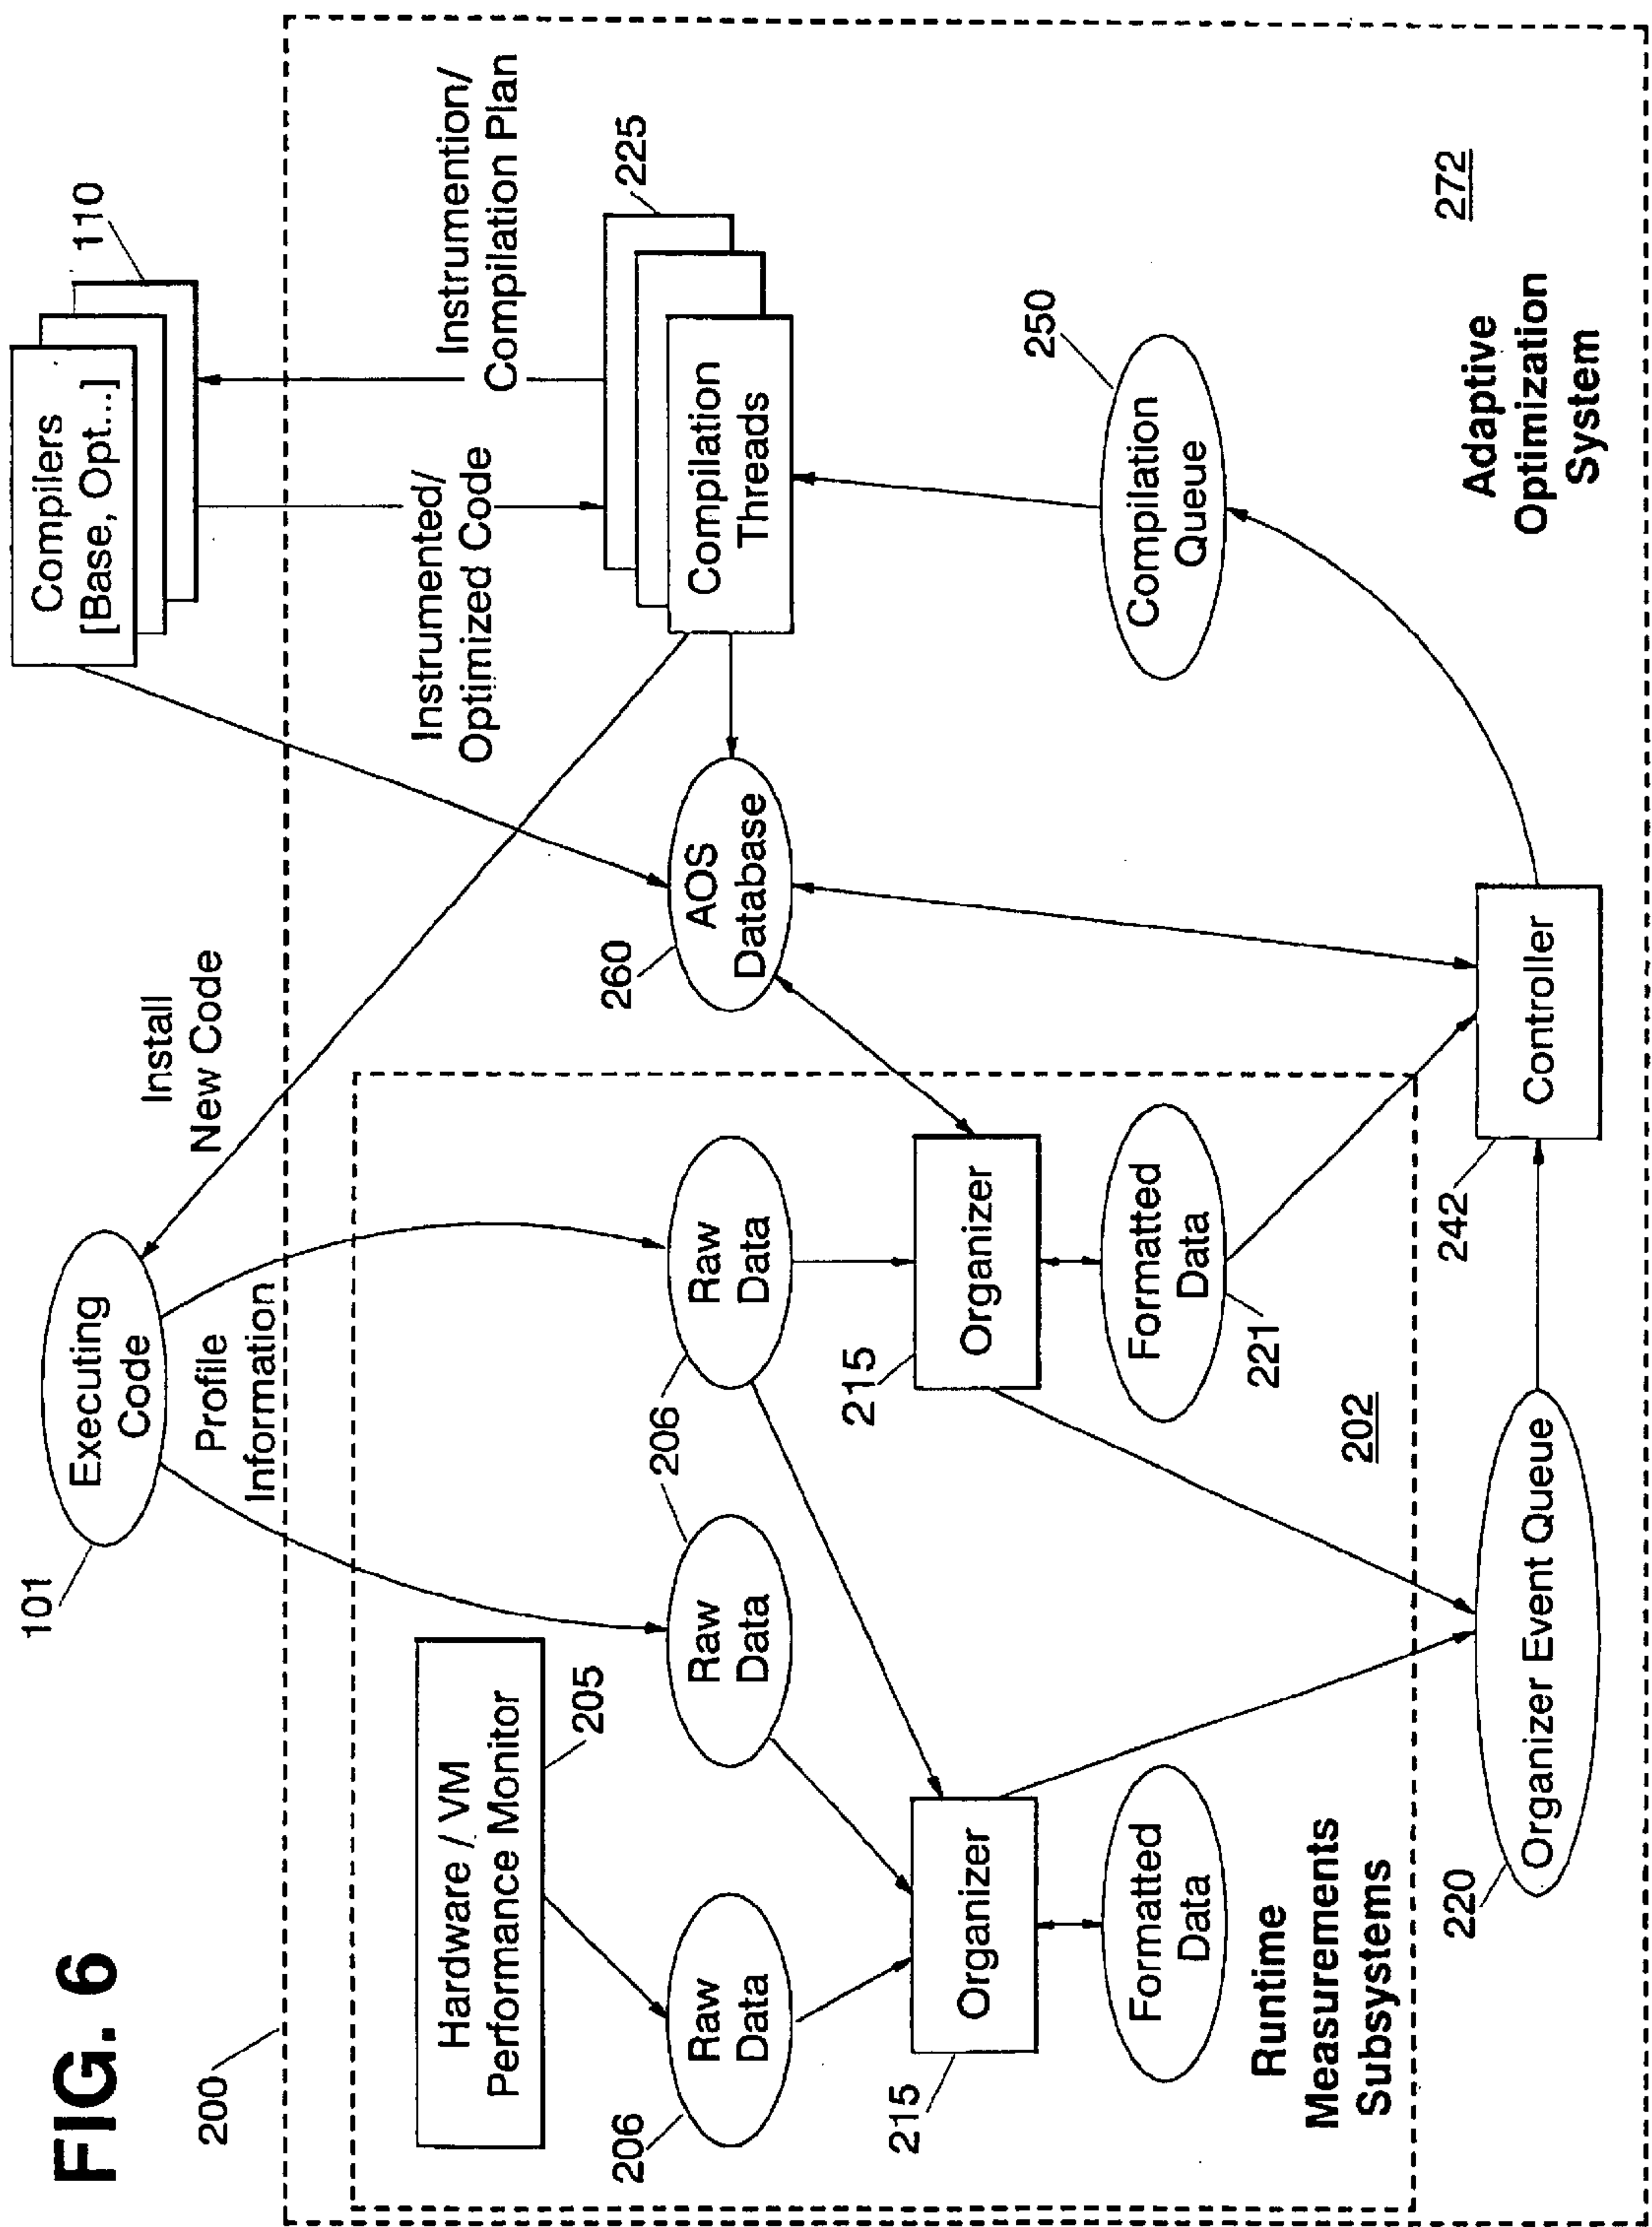 FIG. 6
200
101
Executing
Code
Install
New Code
Compilers
[Base, Opt...]
110
Profile
Information
Instrumented/
Optimized Code
Instrumention/
Compilation Plan
Hardware / VM
Performance Monitor
205
206
Raw
Data
Raw
Data
206
Raw
Data
260
AOS
Database
Compilation
Threads
225
215
Organizer
215
Organizer
Formatted
Data
Formatted
Data
221
Compilation
Queue
250
Runtime
Measurements
Subsystems
202
220
Organizer Event Queue
242
Controller
Adaptive
Optimization
System
272